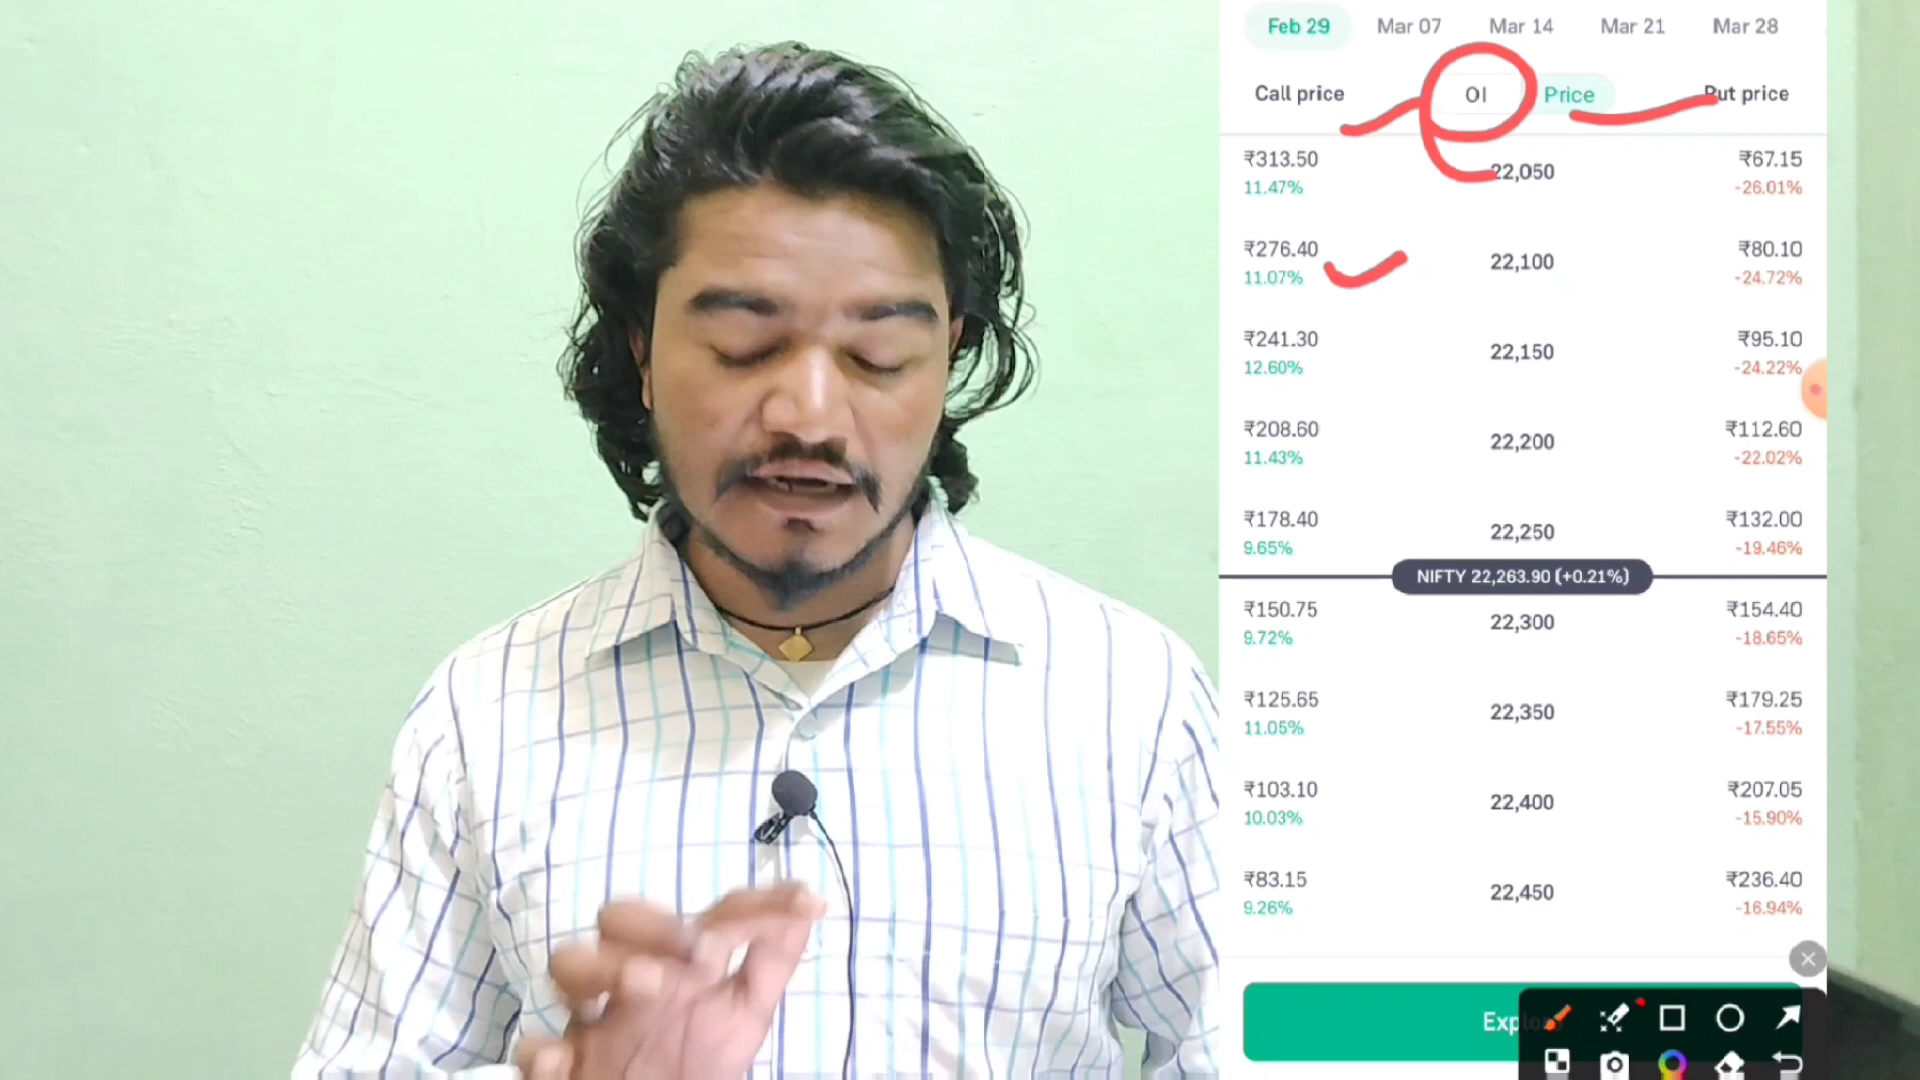 Feb 29 Mar 07 Mar 14 Mar 21 Mar 28
Call price OI Price Put price
₹313.50 22,050 ₹67.15
11.47% -26.01%
₹276.40 22,100 ₹80.10
11.07% -24.72%
₹241.30 22,150 ₹95.10
12.60% -24.22%
₹208.60 22,200 ₹112.60
11.43% -22.02%
₹178.40 22,250 ₹132.00
9.65% -19.46%
NIFTY 22,263.90 (+0.21%)
₹150.75 22,300 ₹154.40
9.72% -18.65%
₹125.65 22,350 ₹179.25
11.05% -17.55%
₹103.10 22,400 ₹207.05
10.03% -15.90%
₹83.15 22,450 ₹236.40
9.26% -16.94%